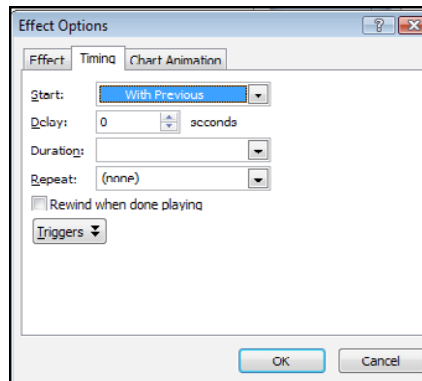 Effect Options
Effect Timing Chart Animation
Start: With Previous
Delay: 0 seconds
Duration:
Repeat: (none)
Rewind when done playing
Triggers
OK Cancel